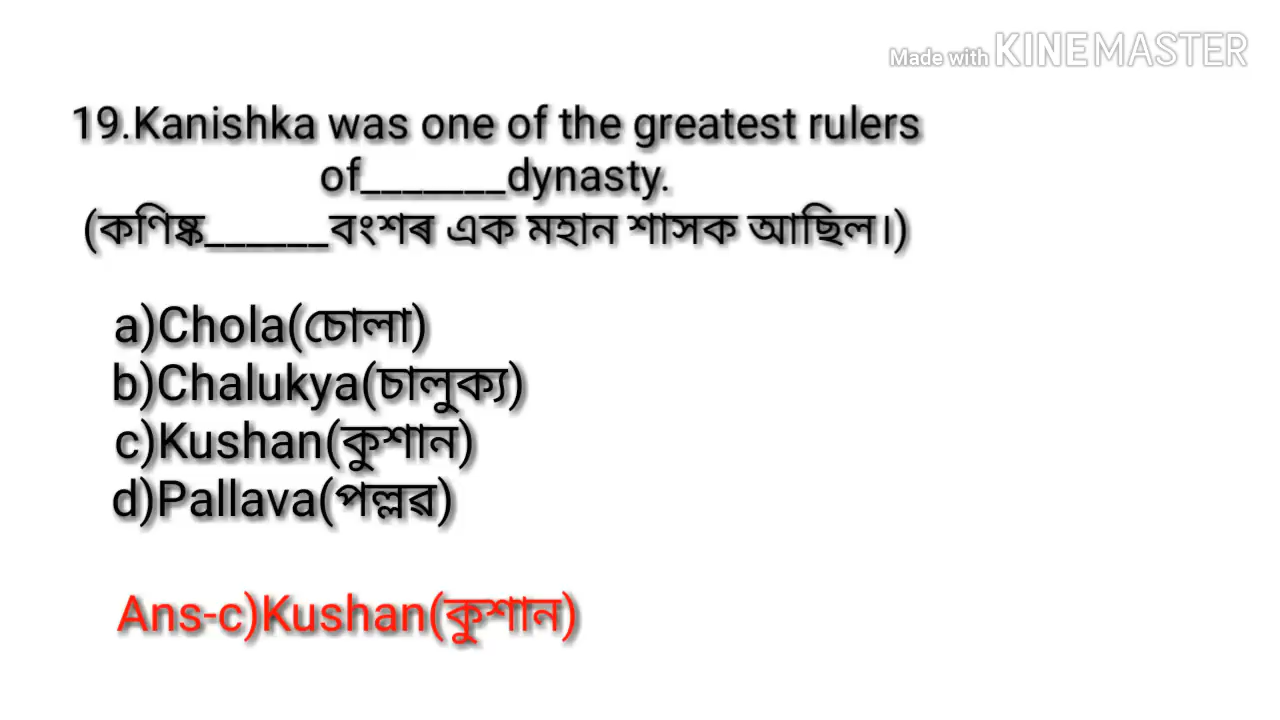 Made with KINEMASTER
19.Kanishka was one of the greatest rulers
of_______dynasty.
(কণিষ্ক______বংশৰ এক মহান শাসক আছিল।)
a)Chola(চোলা)
b)Chalukya(চালুক্য)
c)Kushan(কুশান)
d)Pallava(পল্লৱ)
Ans-c)Kushan(কুশান)